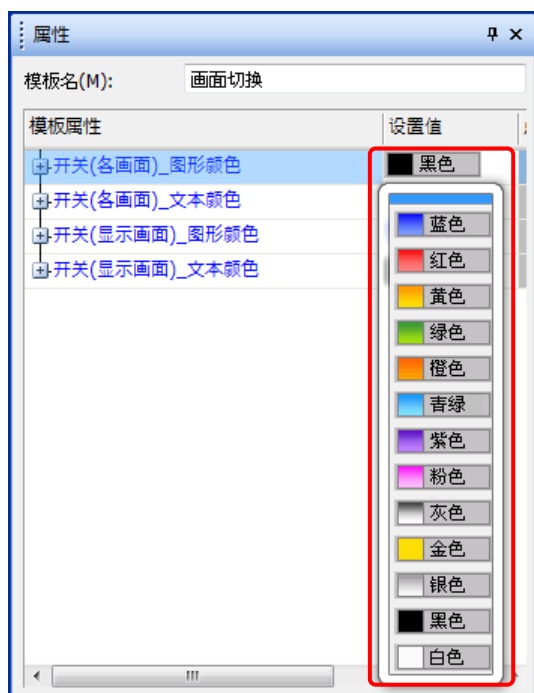 属性
模板名(M): 画面切换
模板属性 设置值
开关(各画面)_图形颜色 黑色
开关(各画面)_文本颜色
开关(显示画面)_图形颜色
开关(显示画面)_文本颜色
蓝色
红色
黄色
绿色
橙色
青绿
紫色
粉色
灰色
金色
银色
黑色
白色